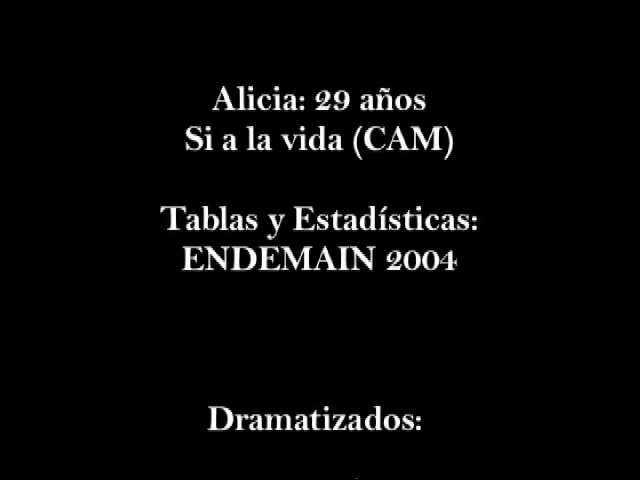 Alicia: 29 años
Si a la vida (CAM)
Tablas y Estadísticas:
ENDEMAIN 2004
Dramatizados: